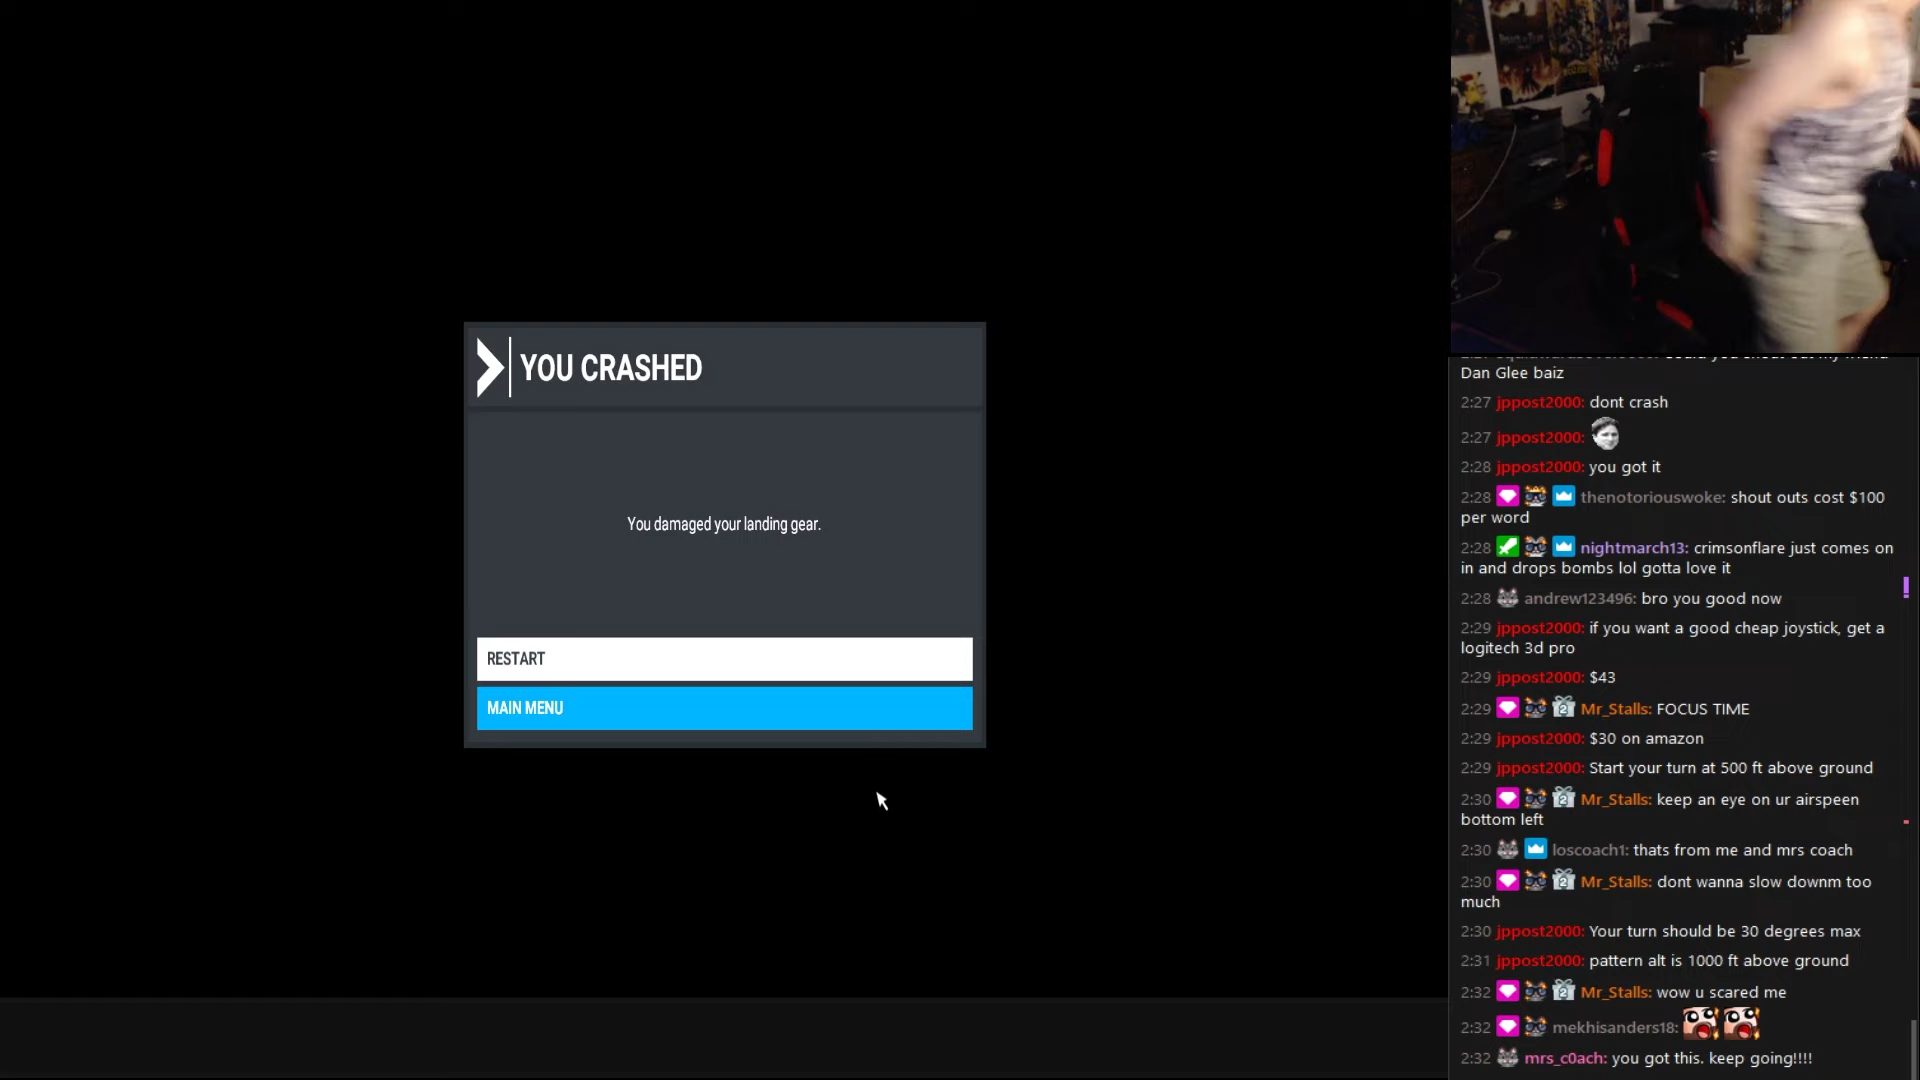 YOU CRASHED
You damaged your landing gear.
RESTART
MAIN MENU
Dan Glee baiz
2:27 jppost2000: dont crash
2:27 jppost2000:
2:28 jppost2000: you got it
2:28 thenotoriouswoke: shout outs cost $100
per word
2:28 nightmarch13: crimsonflare just comes on
in and drops bombs lol gotta love it
2:28 andrew123496: bro you good now
2:29 jppost2000: if you want a good cheap joystick, get a
logitech 3d pro
2:29 jppost2000: $43
2:29 2 Mr_Stalls: FOCUS TIME
2:29 jppost2000: $30 on amazon
2:29 jppost2000: Start your turn at 500 ft above ground
2:30 2 Mr_Stalls: keep an eye on ur airspeen
bottom left
2:30 loscoach1: thats from me and mrs coach
2:30 2 Mr_Stalls: dont wanna slow downm too
much
2:30 jppost2000: Your turn should be 30 degrees max
2:31 jppost2000: pattern alt is 1000 ft above ground
2:32 2 Mr_Stalls: wow u scared me
2:32 mekhisanders18:
2:32 mrs_c0ach: you got this. keep going!!!!